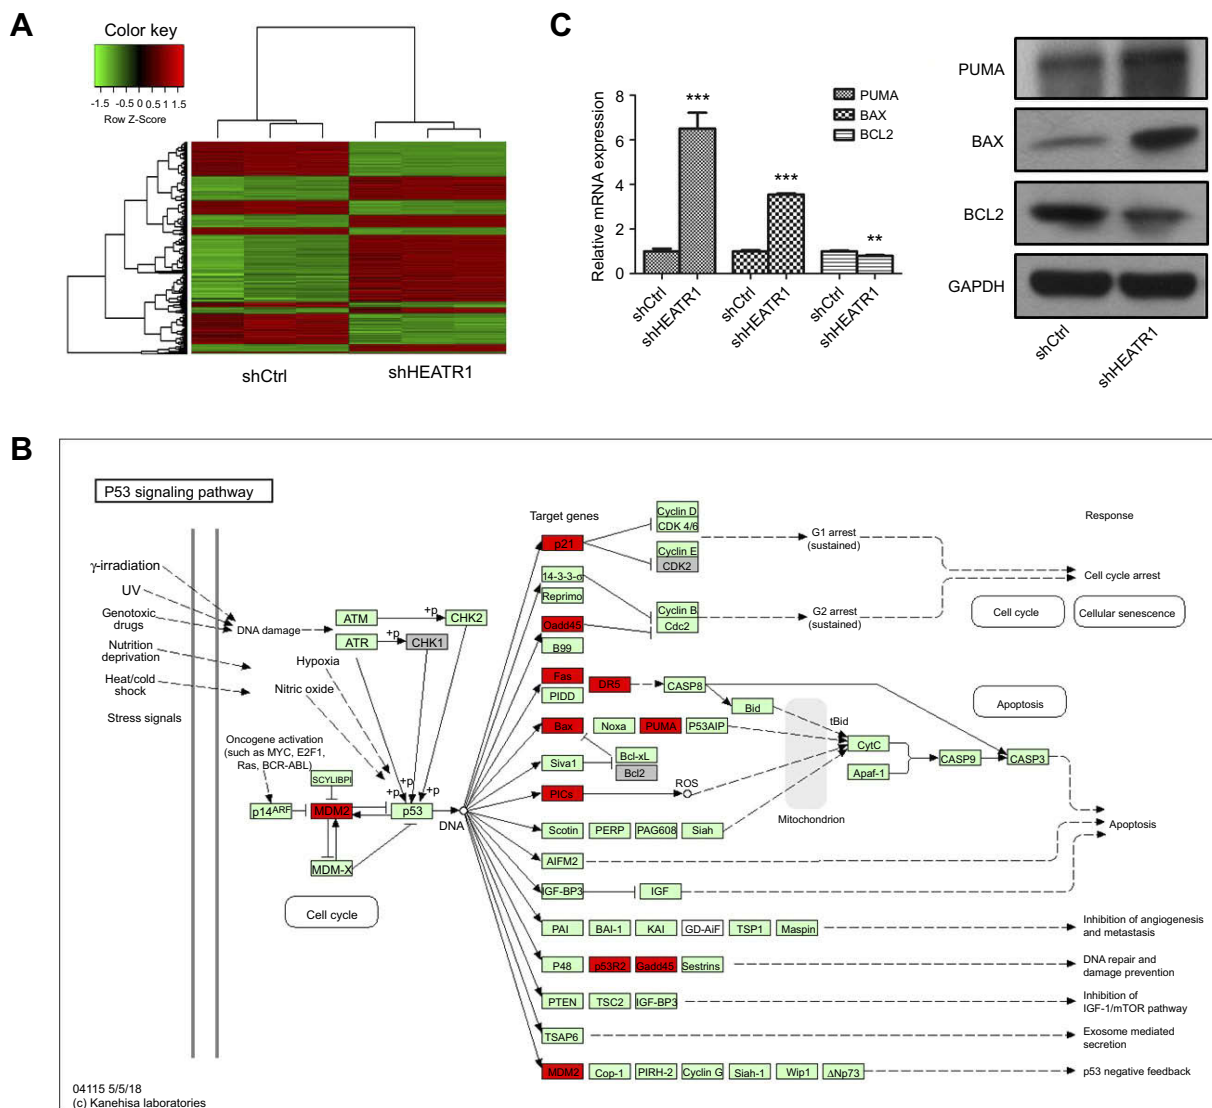 A
Color key
-1.5 -0.5 0 0.5 1 1.5
Row Z-Score
shCtrl
shHEATR1
C
Relative mRNA expression
8
6
4
2
0
***
***
**
PUMA
BAX
BCL2
shCtrl
shHEATR1
shCtrl
shHEATR1
shCtrl
shHEATR1
PUMA
BAX
BCL2
GAPDH
shCtrl
shHEATR1
B
P53 signaling pathway
Target genes
Response
γ-irradiation
UV
Genotoxic
drugs
Nutrition
deprivation
Heat/cold
shock
Stress signals
DNA damage
ATM
+p
CHK2
ATR
+p
CHK1
Hypoxia
Nitric oxide
Oncogene activation
(such as MYC, E2F1,
Ras, BCR-ABL)
SCYLIBPI
+p
+p
+p
p14ARF
MDM2
p53
DNA
MDM-X
Cell cycle
p21
Cyclin D
CDK 4/6
Cyclin E
CDK2
G1 arrest
(sustained)
14-3-3-σ
Reprimo
Cyclin B
Cdc2
G2 arrest
(sustained)
Cell cycle arrest
Cell cycle
Cellular senescence
Gadd45
B99
Fas
PIDD
DR5
CASP8
Bid
tBid
Apoptosis
Bax
Noxa
PUMA
P53AIP
CytC
Siva1
Bcl-xL
Bcl2
Apaf-1
CASP9
CASP3
PICs
ROS
Mitochondrion
Scotin
PERP
PAG608
Siah
Apoptosis
AIFM2
IGF-BP3
IGF
PAI
BAI-1
KAI
GD-AiF
TSP1
Maspin
Inhibition of angiogenesis
and metastasis
P48
p53R2
Gadd45
Sestrins
DNA repair and
damage prevention
PTEN
TSC2
IGF-BP3
Inhibition of
IGF-1/mTOR pathway
TSAP6
Exosome mediated
secretion
MDM2
Cop-1
PIRH-2
Cyclin G
Siah-1
Wip1
ΔNp73
p53 negative feedback
04115 5/5/18
(c) Kanehisa laboratories